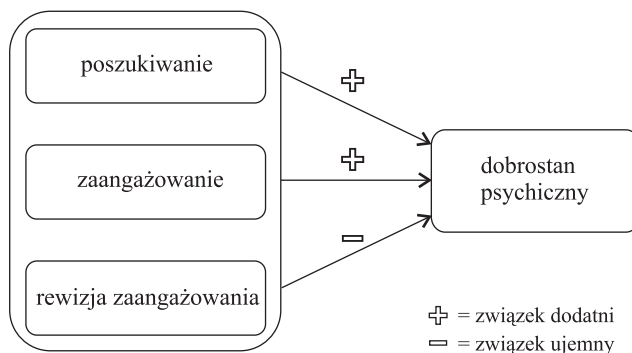 poszukiwanie
zaangażowanie
rewizja zaangażowania
dobrostan
psychiczny
= związek dodatni
= związek ujemny